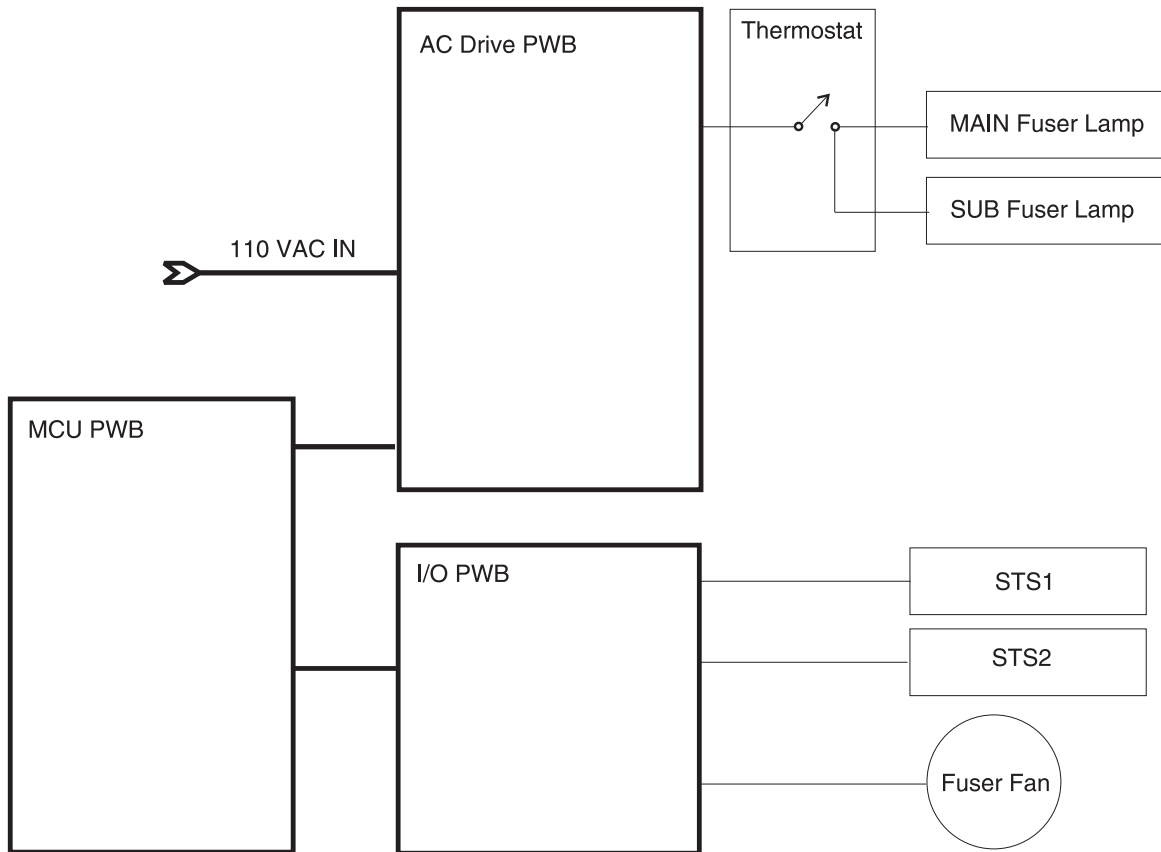 AC Drive PWB
Thermostat
MAIN Fuser Lamp
SUB Fuser Lamp
110 VAC IN
MCU PWB
I/O PWB
STS1
STS2
Fuser Fan